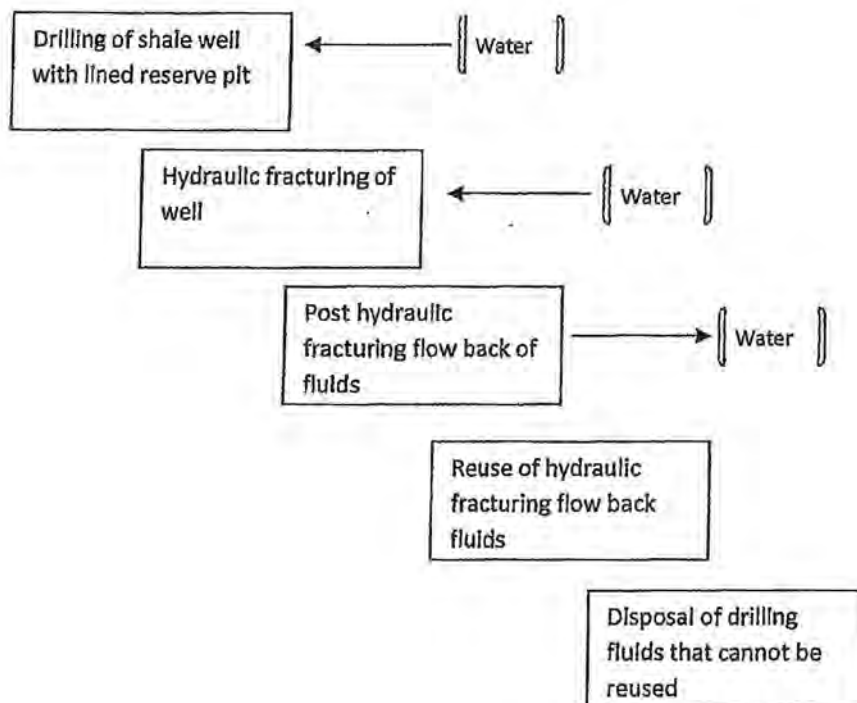 Drilling of shale well
with lined reserve pit
Water
Hydraulic fracturing of
well
Water
Post hydraulic
fracturing flow back of
fluids
Water
Reuse of hydraulic
fracturing flow back
fluids
Disposal of drilling
fluids that cannot be
reused